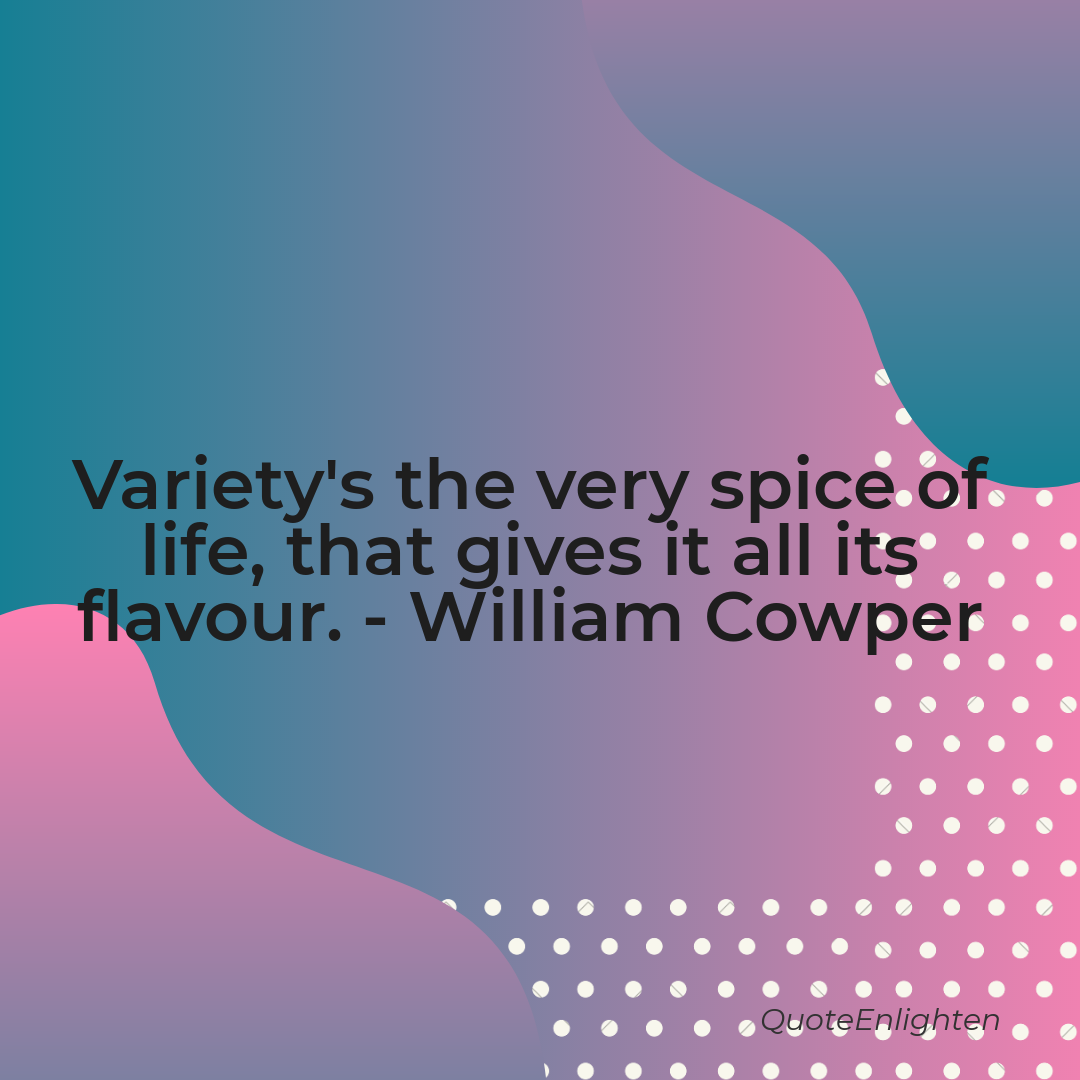 Variety's the very spice of
life, that gives it all its
flavour. - William Cowper
QuoteEnlighten